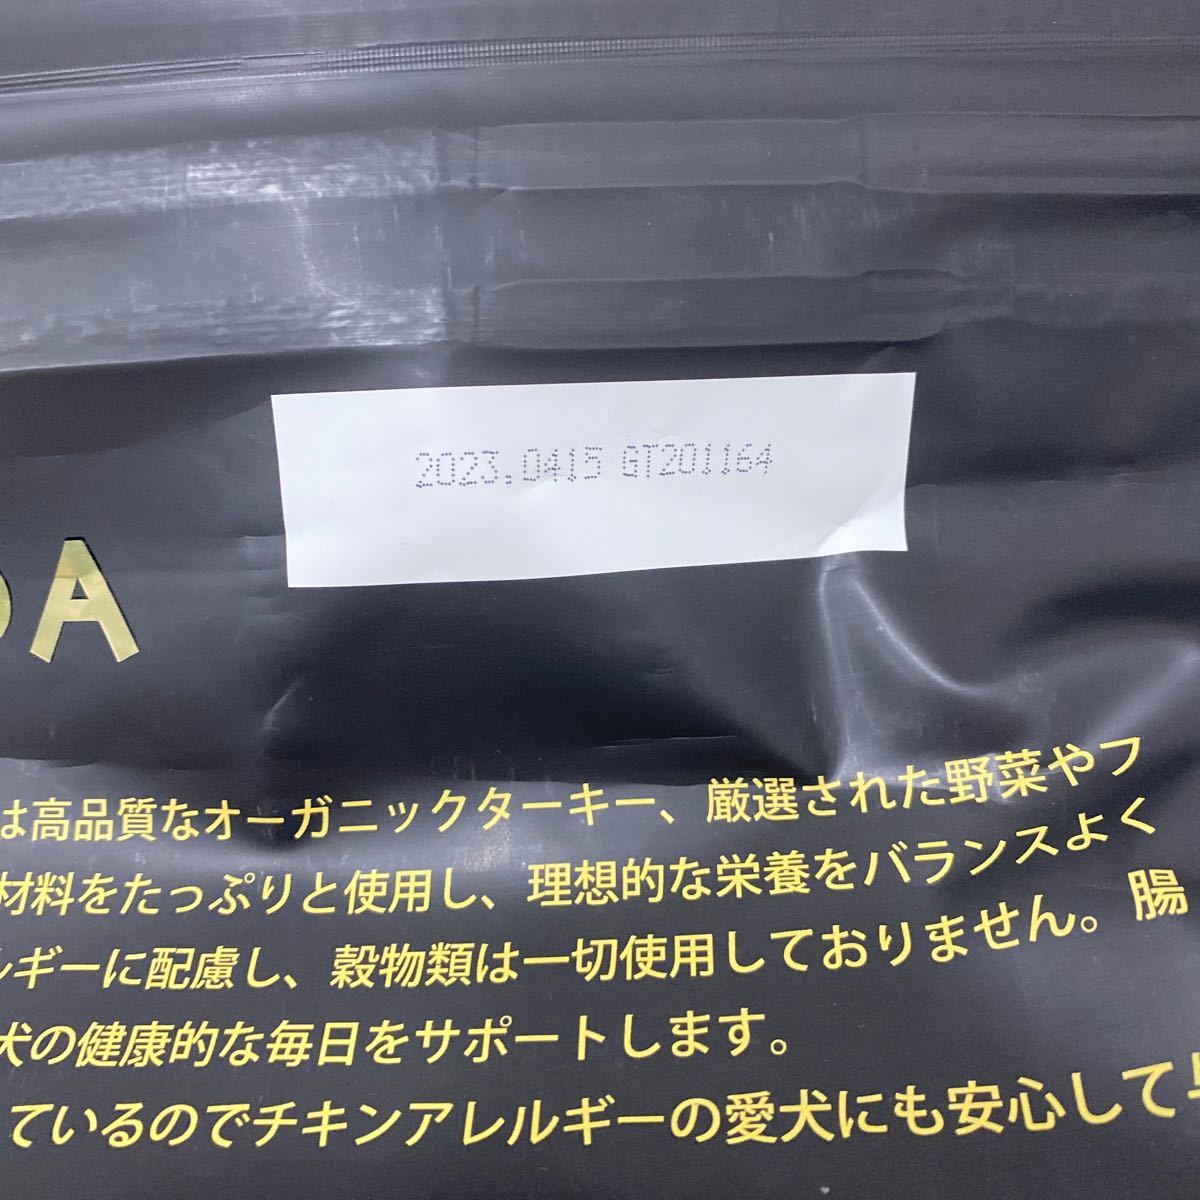 2023.0415 GT201164
DA
は高品質なオーガニックターキー、厳選された野菜やフ
材料をたっぷりと使用し、理想的な栄養をバランスよく
ルギーに配慮し、穀物類は一切使用しておりません。腸
犬の健康的な毎日をサポートします。
しているのでチキンアレルギーの愛犬にも安心して与